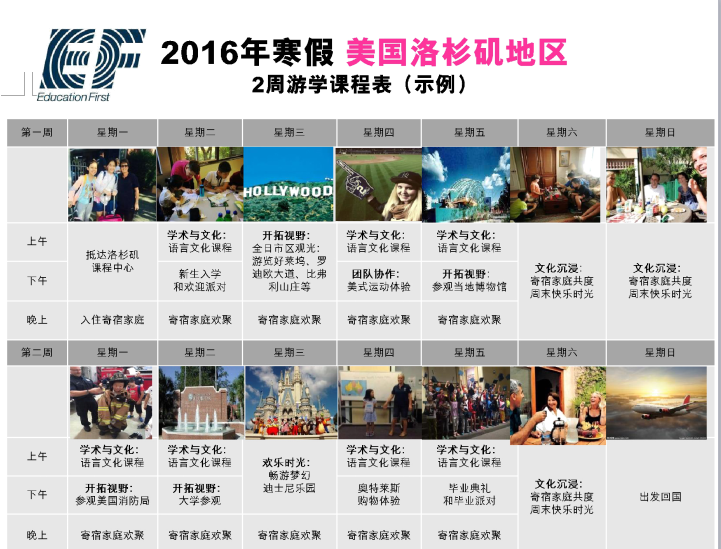 EF
Education First
2016年寒假 美国洛杉矶地区
2周游学课程表（示例）
第一周 星期一 星期二 星期三 星期四 星期五 星期六 星期日
HOLLYWOOD
上午
下午
抵达洛杉矶
课程中心
学术与文化：
语言文化课程
新生入学
和欢迎派对
开拓视野：
全日市区观光：
游览好莱坞、罗
迪欧大道、比弗
利山庄等
学术与文化：
语言文化课程
团队协作：
美式运动体验
学术与文化：
语言文化课程
开拓视野：
参观当地博物馆
文化沉浸：
寄宿家庭共度
周末快乐时光
文化沉浸：
寄宿家庭共度
周末快乐时光
晚上 入住寄宿家庭 寄宿家庭欢聚 寄宿家庭欢聚 寄宿家庭欢聚 寄宿家庭欢聚
第二周 星期一 星期二 星期三 星期四 星期五 星期六 星期日
上午
下午
学术与文化：
语言文化课程
开拓视野：
参观美国消防局
学术与文化：
语言文化课程
开拓视野：
大学参观
欢乐时光：
畅游梦幻
迪士尼乐园
学术与文化：
语言文化课程
奥特莱斯
购物体验
学术与文化：
语言文化课程
毕业典礼
和毕业派对
文化沉浸：
寄宿家庭共度
周末快乐时光
出发回国
晚上 寄宿家庭欢聚 寄宿家庭欢聚 寄宿家庭欢聚 寄宿家庭欢聚 寄宿家庭欢聚